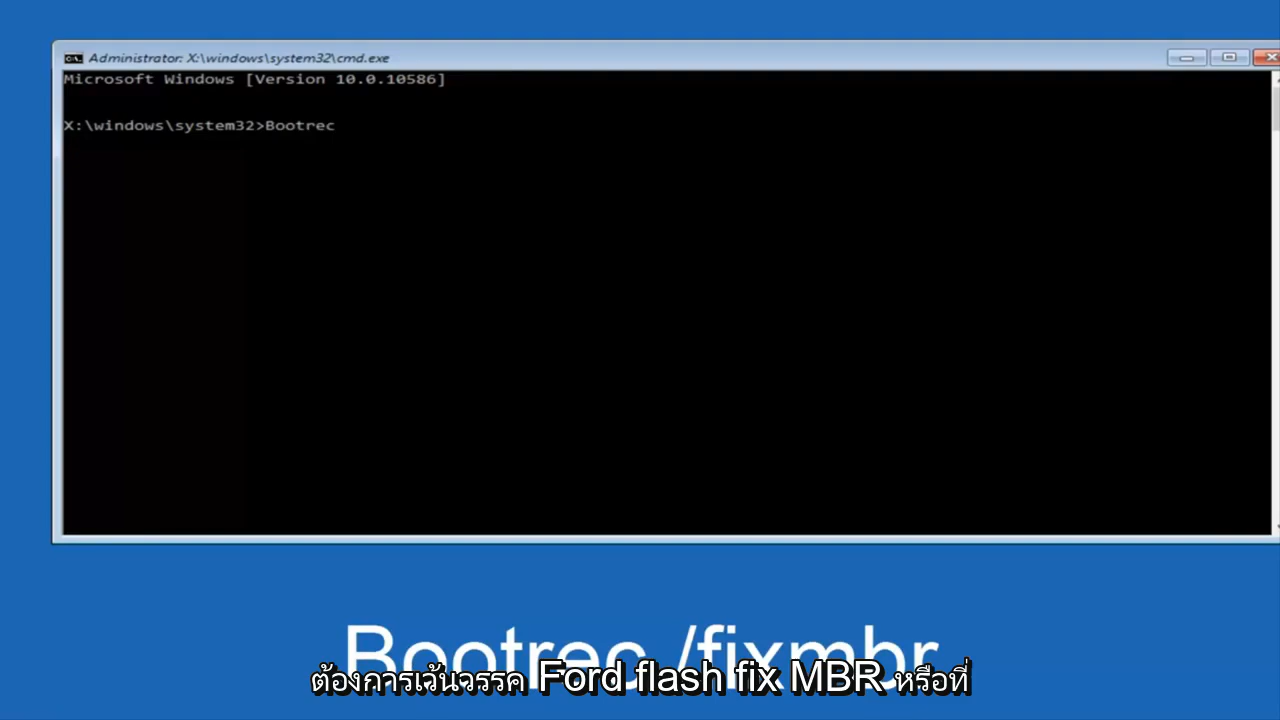 Administrator: X:\windows\system32\cmd.exe
Microsoft Windows [Version 10.0.10586]
X:\windows\system32>Bootrec
Bootrec /fixmbr
ต้องการเว้นวรรค Ford flash fix MBR หรือที่